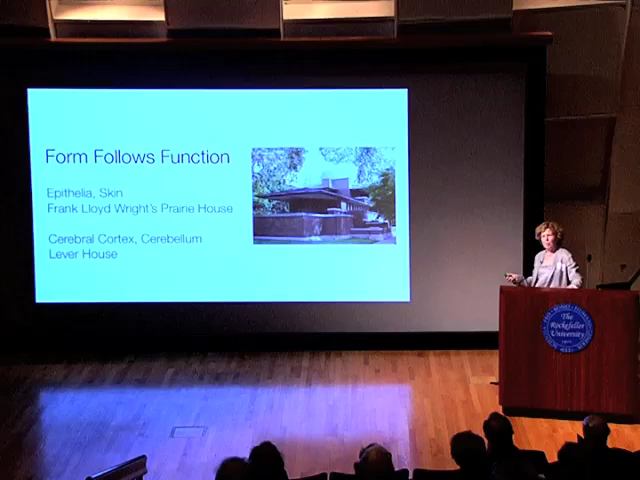 Form Follows Function
Epithelia, Skin
Frank Lloyd Wright's Prairie House
Cerebral Cortex, Cerebellum
Lever House
The
Rockefeller
University